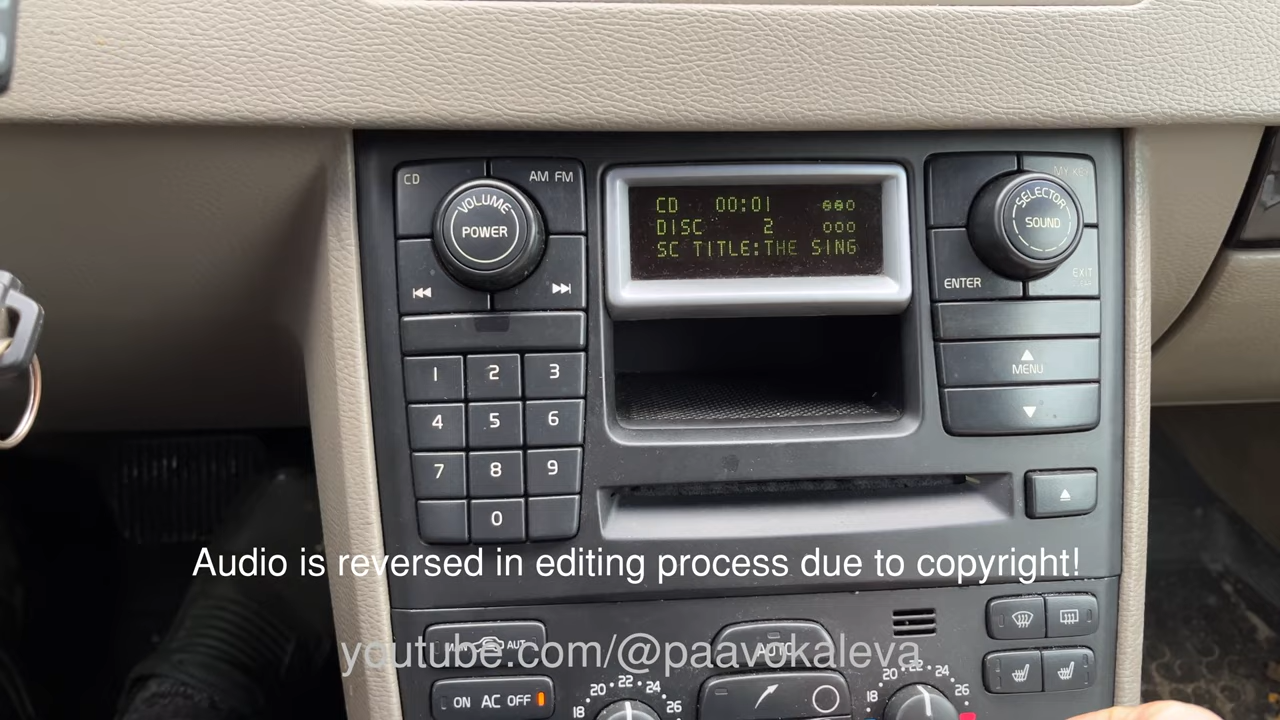 CD
AM FM
VOLUME
POWER
CD 00:01
DISC 2
SC TITLE:THE SING
MY KEY
SELECTOR
SOUND
ENTER
EXIT
CLEAR
MENU
1 2 3
4 5 6
7 8 9
0
Audio is reversed in editing process due to copyright!
MAN AUT
AUTO
youtube.com/@paavokaleva
ON AC OFF
18 20 22 24 26
18 20 22 24 26